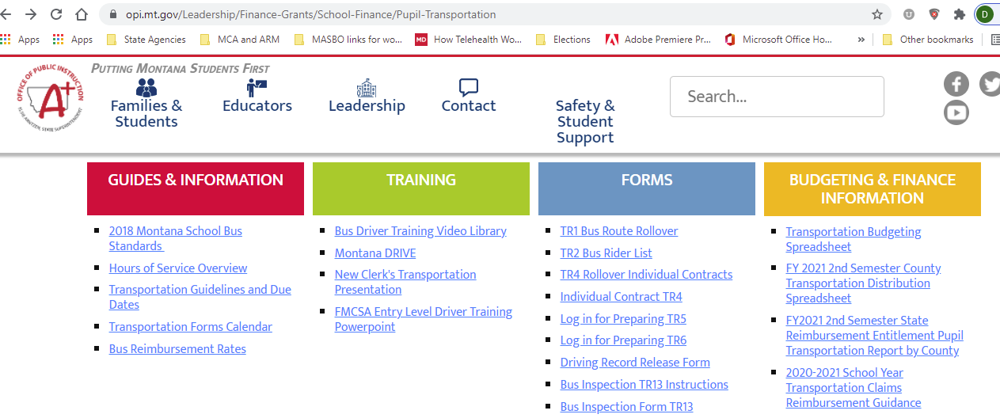 opi.mt.gov/Leadership/Finance-Grants/School-Finance/Pupil-Transportation
D
Apps
Apps
State Agencies
MCA and ARM
MASBO links for wo...
MD How Telehealth Wo...
Elections
Adobe Premiere Pr...
Microsoft Office Ho...
»
Other bookmarks
OFFICE OF PUBLIC INSTRUCTION
A+
ELSIE ARNTZEN, STATE SUPERINTENDENT
PUTTING MONTANA STUDENTS FIRST
Families &
Students
Educators
Leadership
Contact
Safety &
Student
Support
Search...
GUIDES & INFORMATION
2018 Montana School Bus
Standards
Hours of Service Overview
Transportation Guidelines and Due
Dates
Transportation Forms Calendar
Bus Reimbursement Rates
TRAINING
Bus Driver Training Video Library
Montana DRIVE
New Clerk's Transportation
Presentation
FMCSA Entry Level Driver Training
Powerpoint
FORMS
TR1 Bus Route Rollover
TR2 Bus Rider List
TR4 Rollover Individual Contracts
Individual Contract TR4
Log in for Preparing TR5
Log in for Preparing TR6
Driving Record Release Form
Bus Inspection TR13 Instructions
Bus Inspection Form TR13
BUDGETING & FINANCE
INFORMATION
Transportation Budgeting
Spreadsheet
FY 2021 2nd Semester County
Transportation Distribution
Spreadsheet
FY2021 2nd Semester State
Reimbursement Entitlement Pupil
Transportation Report by County
2020-2021 School Year
Transportation Claims
Reimbursement Guidance